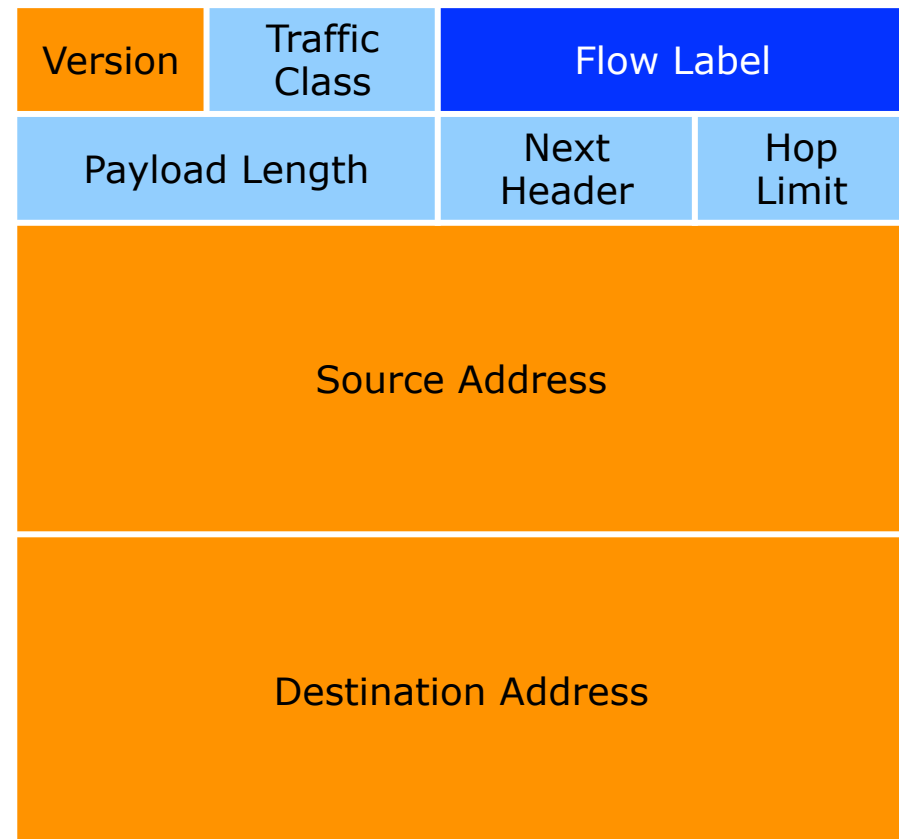 Version
Traffic
Class
Flow Label
Payload Length
Next
Header
Hop
Limit
Source Address
Destination Address